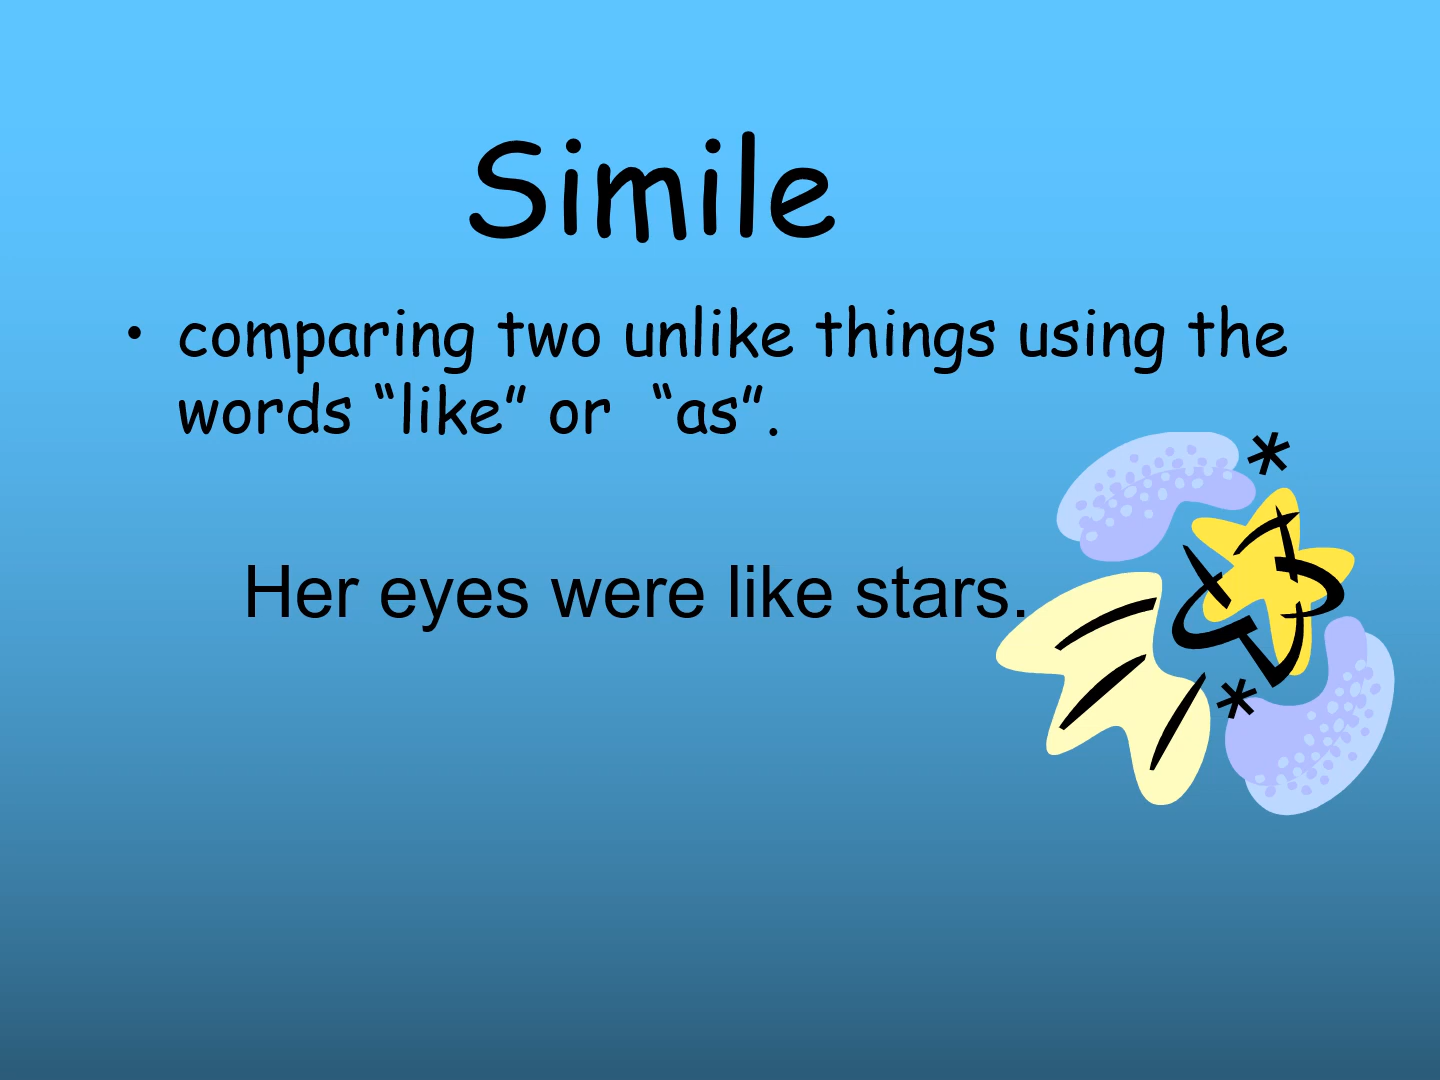 Simile
• comparing two unlike things using the
words “like” or “as”.
Her eyes were like stars.